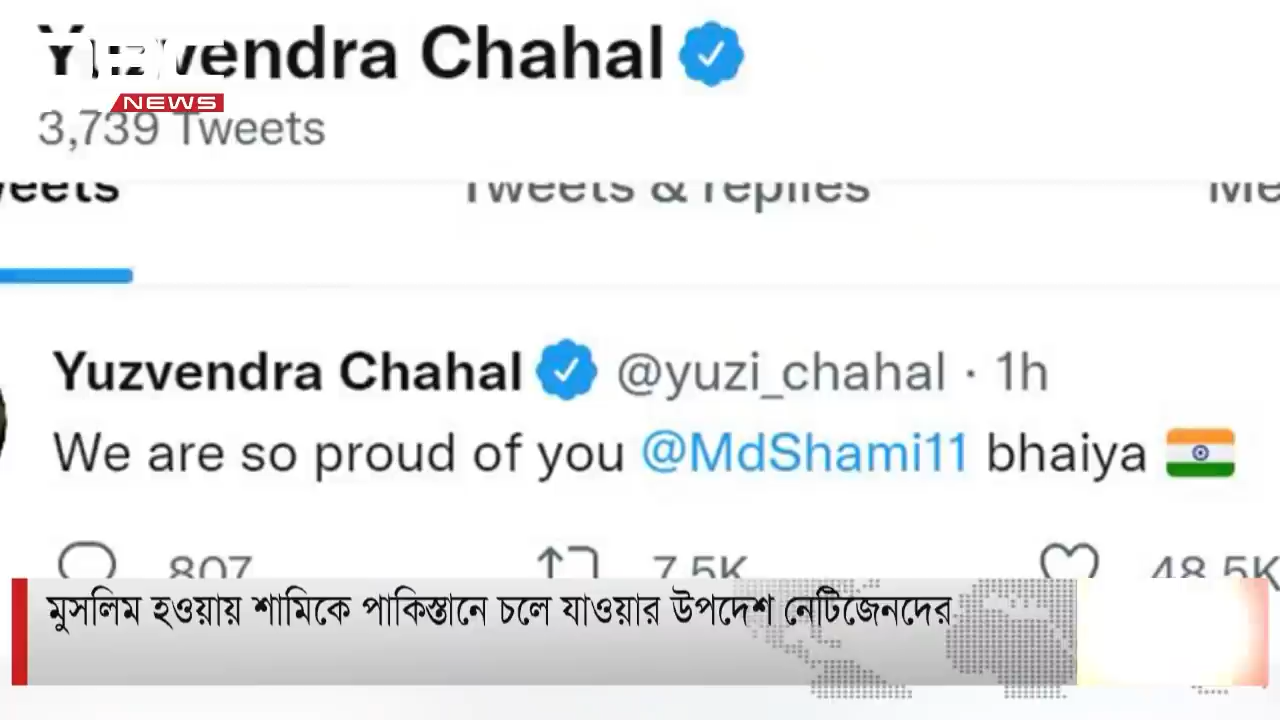 Yuzvendra Chahal
NEWS
3,739 Tweets
Tweets & replies
Yuzvendra Chahal @yuzi_chahal · 1h
We are so proud of you @MdShami11 bhaiya
807 7.5K 48.5K
মুসলিম হওয়ায় শামিকে পাকিস্তানে চলে যাওয়ার উপদেশ নেটিজেনদের